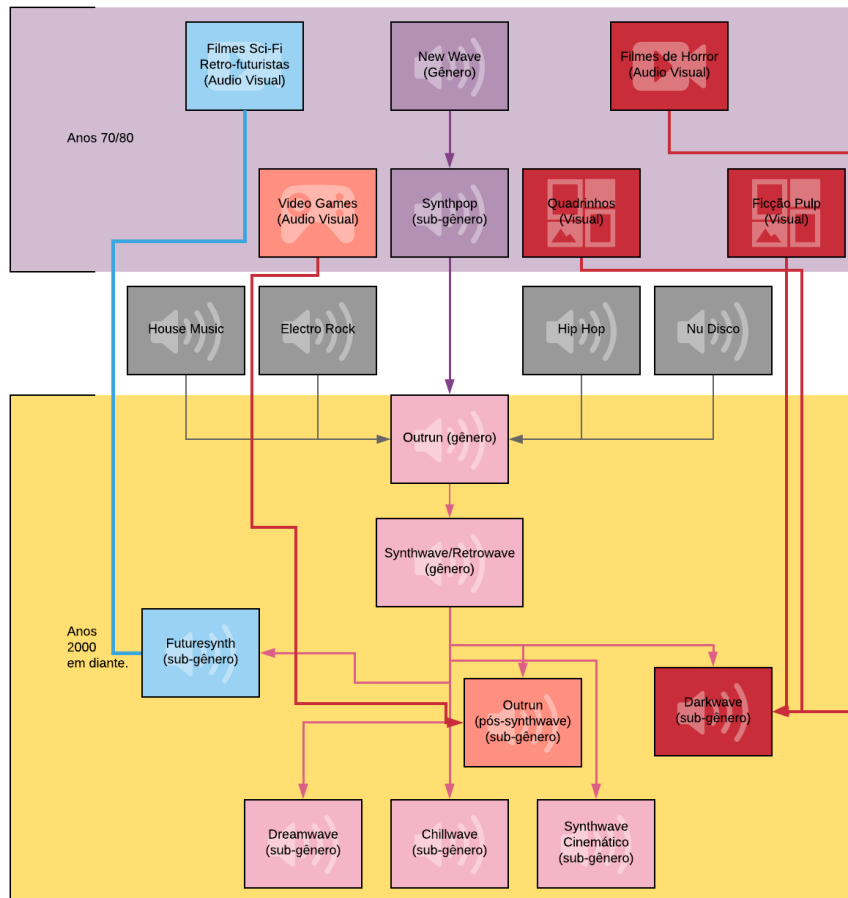 Filmes Sci-Fi
Retro-futuristas
(Audio Visual)
New Wave
(Gênero)
Filmes de Horror
(Audio Visual)
Anos 70/80
Video Games
(Audio Visual)
Synthpop
(sub-gênero)
Quadrinhos
(Visual)
Ficção Pulp
(Visual)
House Music
Electro Rock
Hip Hop
Nu Disco
Outrun (gênero)
Synthwave/Retrowave
(gênero)
Anos
2000
em diante.
Futuresynth
(sub-gênero)
Outrun
(pós-synthwave)
(sub-gênero)
Darkwave
(sub-gênero)
Dreamwave
(sub-gênero)
Chillwave
(sub-gênero)
Synthwave
Cinemático
(sub-gênero)